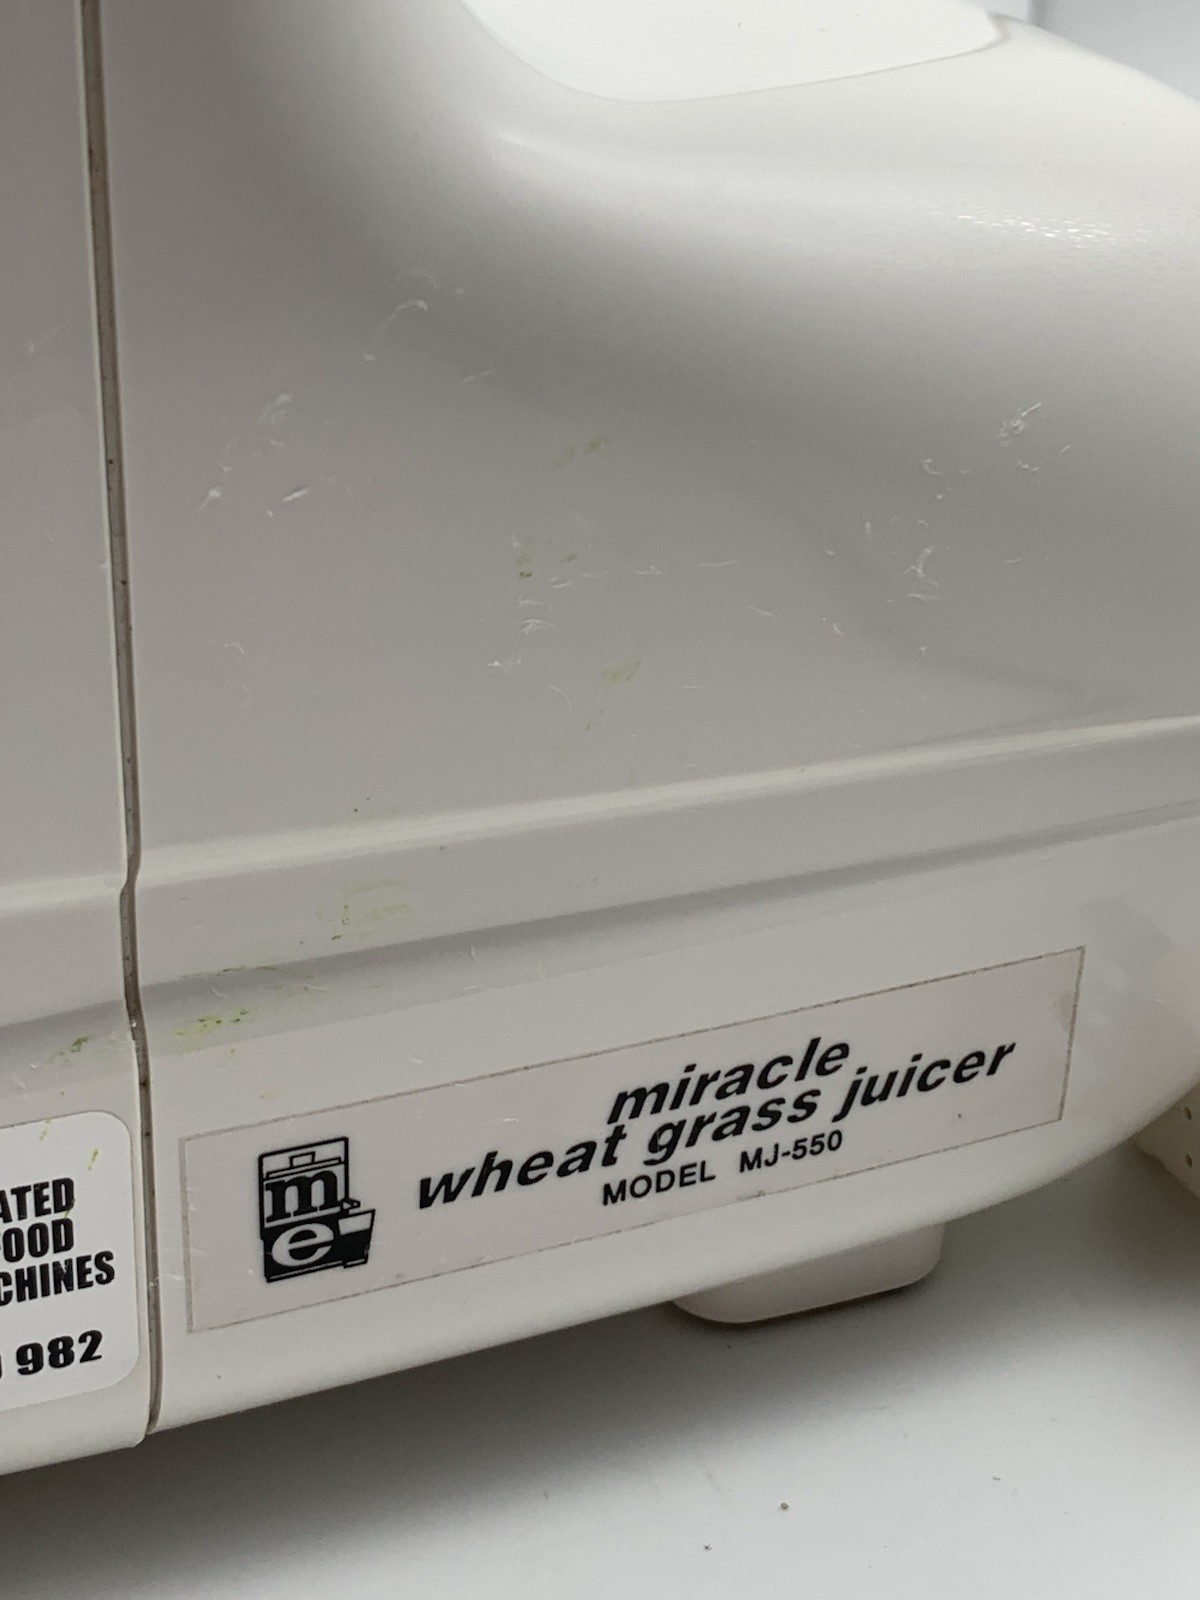 miracle
wheat grass juicer
MODEL MJ-550
m
e
ATED
OOD
CHINES
982